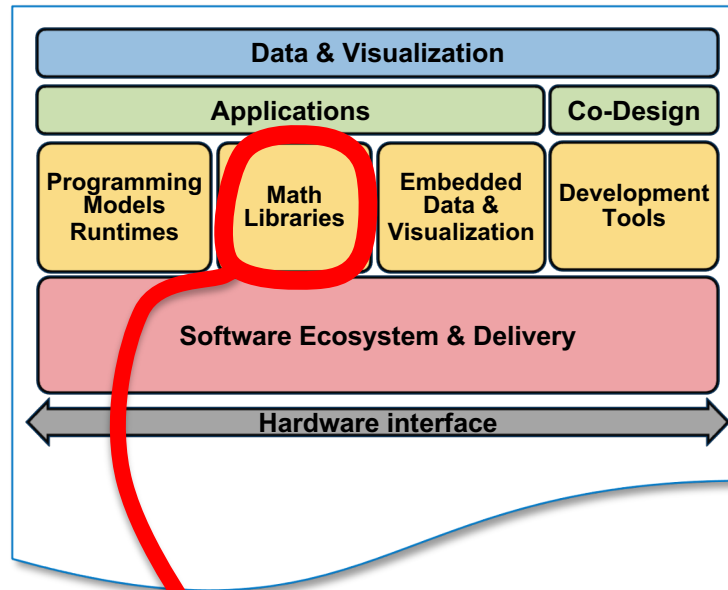 Data & Visualization
Applications
Co-Design
Programming
Models
Runtimes
Math
Libraries
Embedded
Data &
Visualization
Development
Tools
Software Ecosystem & Delivery
Hardware interface